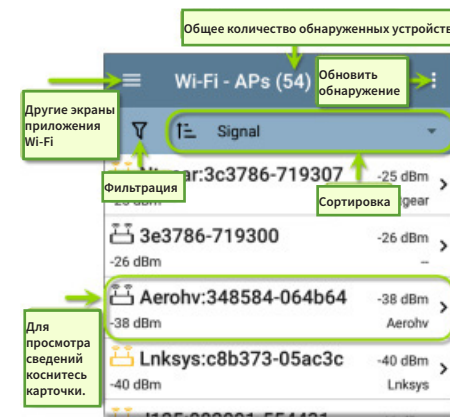 Общее количество обнаруженных устройств
Wi-Fi - APs (54)
Обновить
обнаружение
Другие экраны
приложения
Wi-Fi
Signal
Фильтрация
:3c3786-719307
-25 dBm
Сортировка
3e3786-719300
-26 dBm
-26 dBm
--
Aerohv:348584-064b64
-38 dBm
-38 dBm
Aerohv
Для
просмотра
сведений
коснитесь
карточки.
Lnksys:c8b373-05ac3c
-40 dBm
-40 dBm
Lnksys